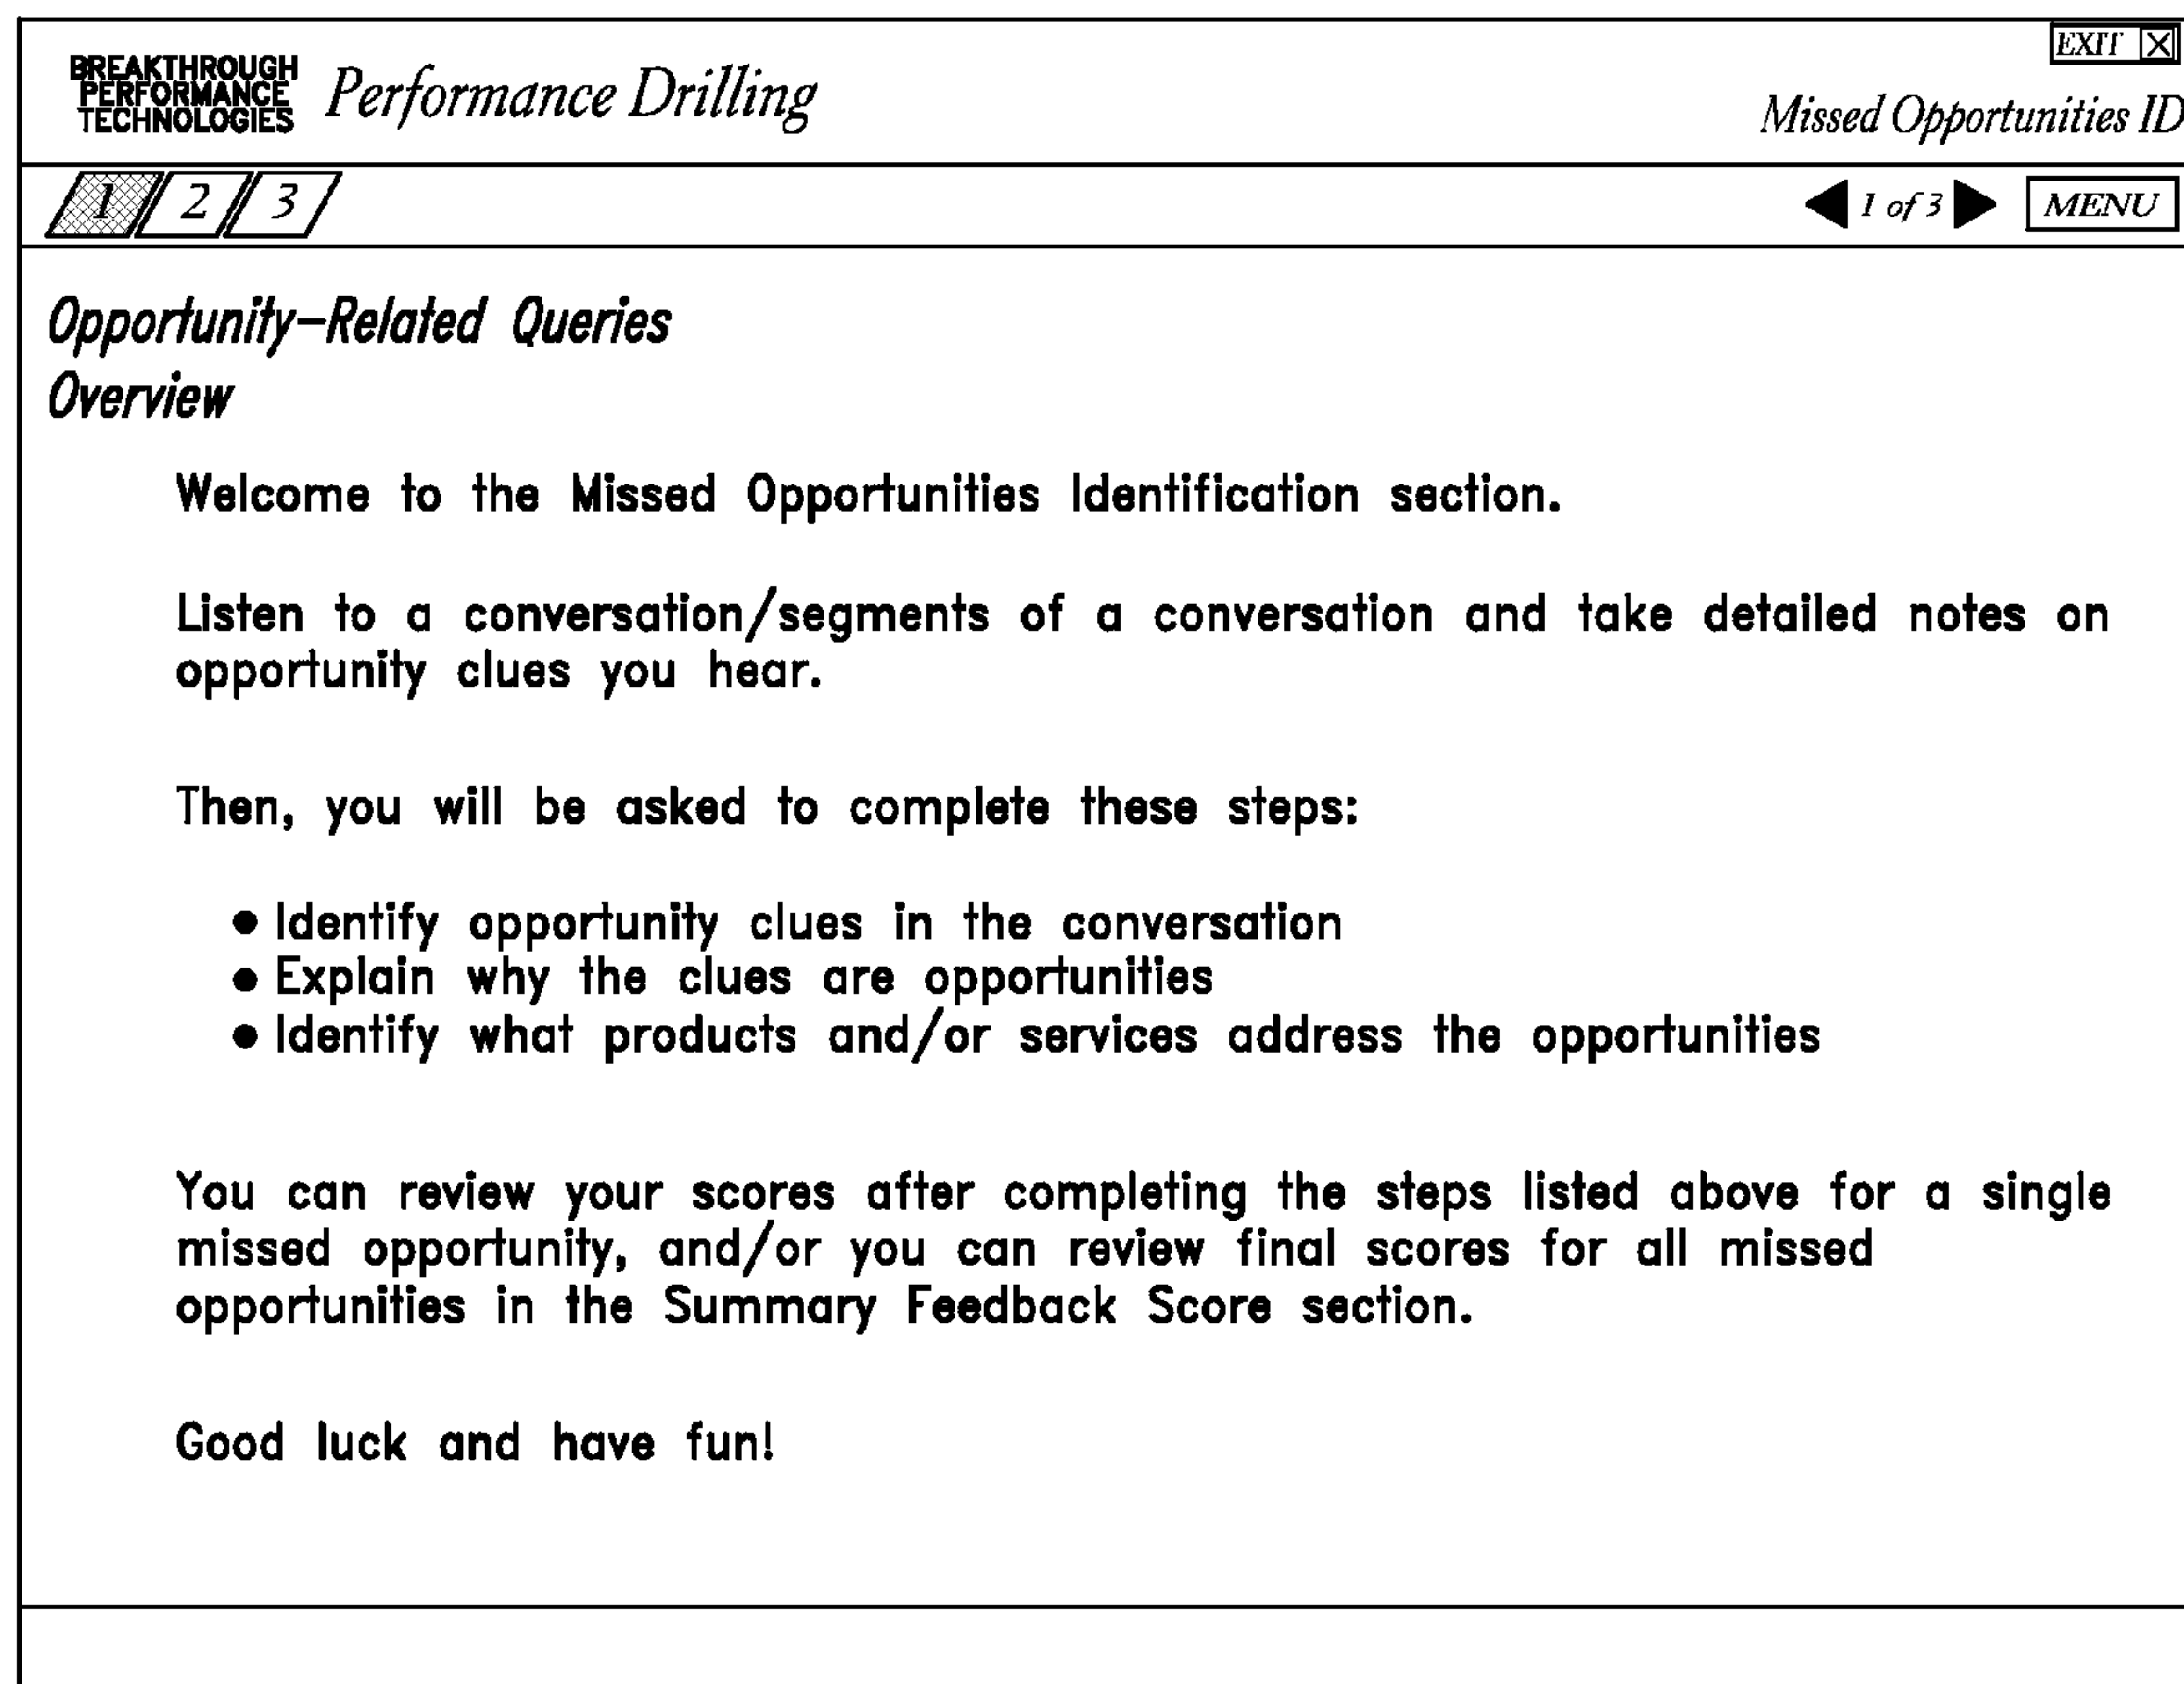 EXIT X
BREAKTHROUGH
PERFORMANCE
TECHNOLOGIES
Performance Drilling
Missed Opportunities ID
1 2 3
1 of 3
MENU
Opportunity-Related Queries
Overview
Welcome to the Missed Opportunities Identification section.
Listen to a conversation/segments of a conversation and take detailed notes on
opportunity clues you hear.
Then, you will be asked to complete these steps:
• Identify opportunity clues in the conversation
• Explain why the clues are opportunities
• Identify what products and/or services address the opportunities
You can review your scores after completing the steps listed above for a single
missed opportunity, and/or you can review final scores for all missed
opportunities in the Summary Feedback Score section.
Good luck and have fun!